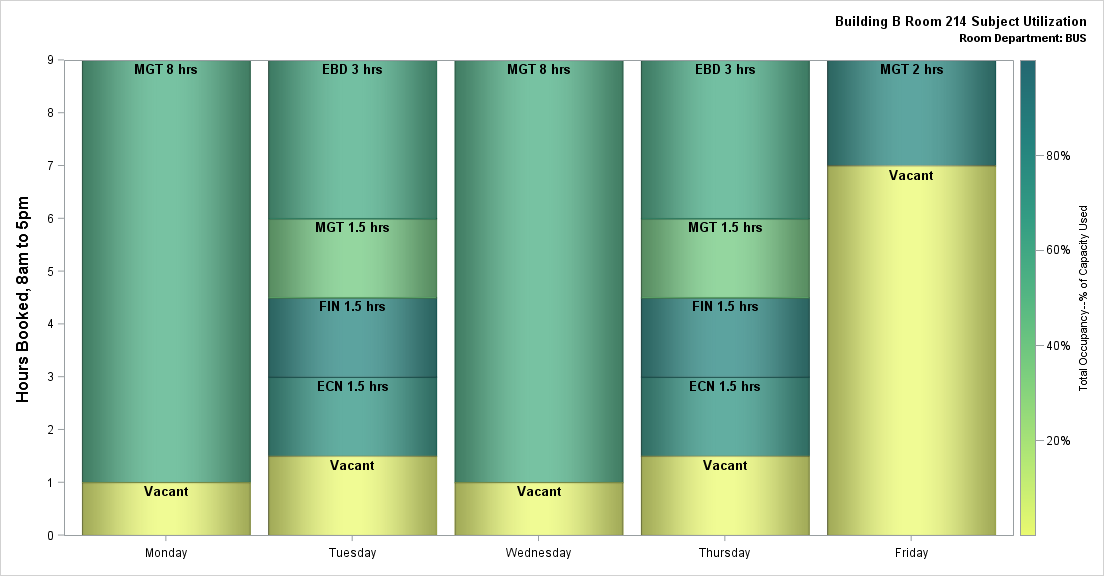 Building B Room 214 Subject Utilization
Room Department: BUS
Hours Booked, 8am to 5pm
9
8
7
6
5
4
3
2
1
0
MGT 8 hrs
Vacant
EBD 3 hrs
MGT 1.5 hrs
FIN 1.5 hrs
ECN 1.5 hrs
Vacant
MGT 8 hrs
Vacant
EBD 3 hrs
MGT 1.5 hrs
FIN 1.5 hrs
ECN 1.5 hrs
Vacant
MGT 2 hrs
Vacant
Monday
Tuesday
Wednesday
Thursday
Friday
80%
60%
40%
20%
Total Occupancy--% of Capacity Used